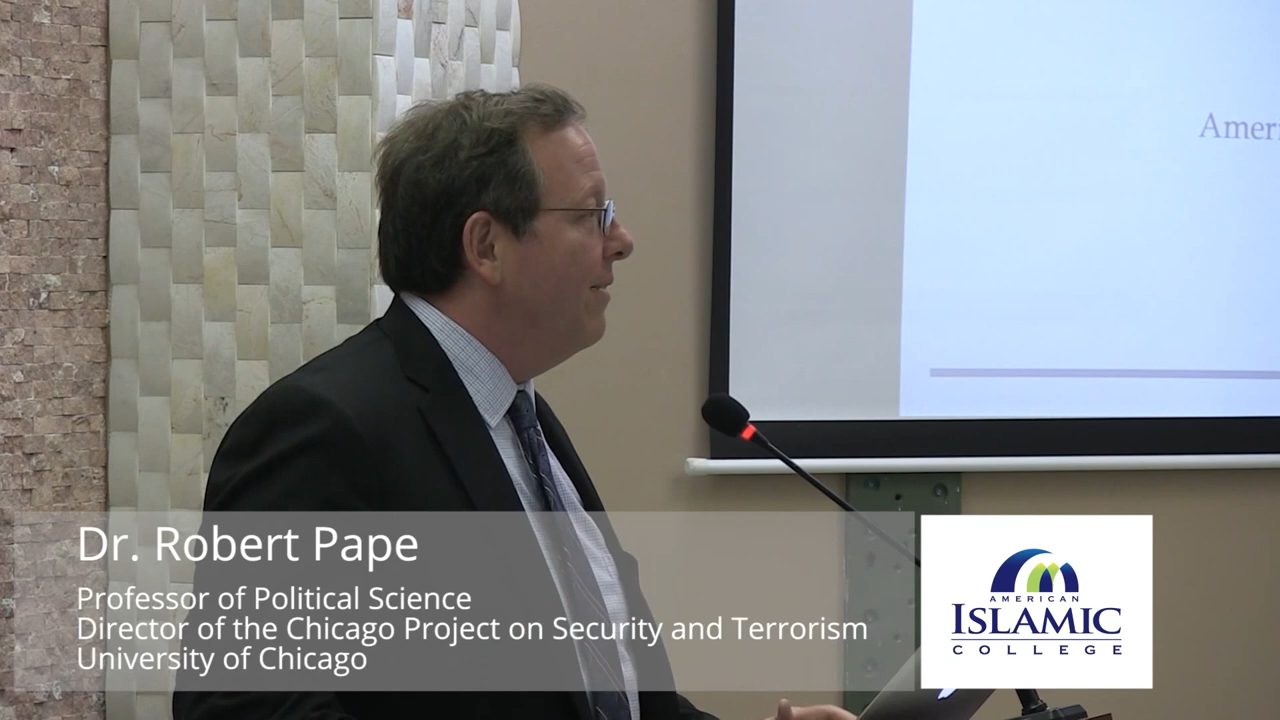 Amer
Dr. Robert Pape
Professor of Political Science
Director of the Chicago Project on Security and Terrorism
University of Chicago
AMERICAN
ISLAMIC
COLLEGE